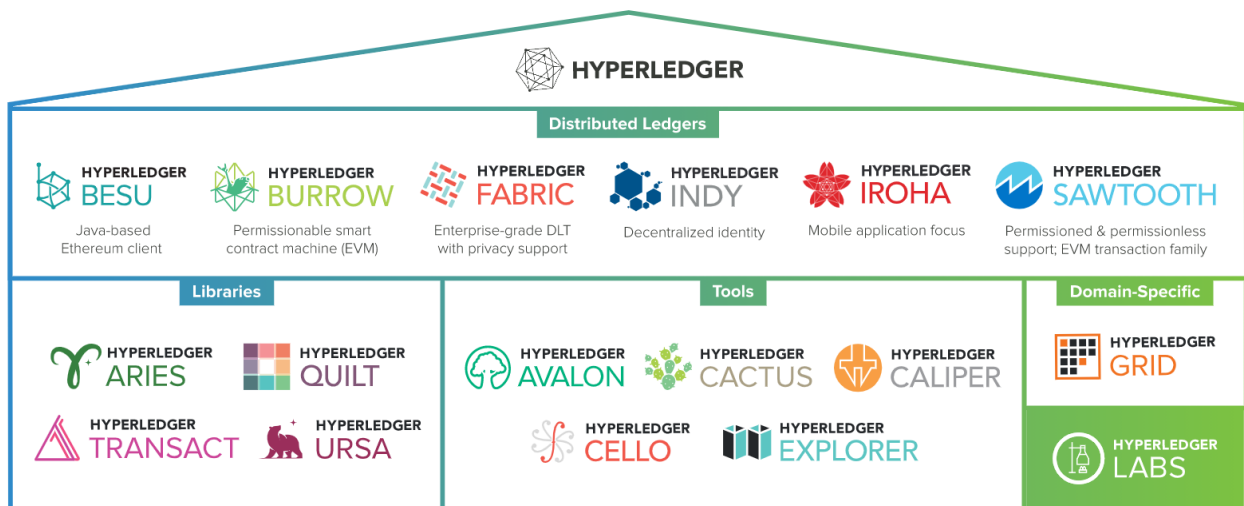 HYPERLEDGER
Distributed Ledgers
HYPERLEDGER
BESU
Java-based
Ethereum client
HYPERLEDGER
BURROW
Permissionable smart
contract machine (EVM)
HYPERLEDGER
FABRIC
Enterprise-grade DLT
with privacy support
HYPERLEDGER
INDY
Decentralized identity
HYPERLEDGER
IROHA
Mobile application focus
HYPERLEDGER
SAWTOOTH
Permissioned & permissionless
support; EVM transaction family
Libraries
HYPERLEDGER
ARIES
HYPERLEDGER
QUILT
HYPERLEDGER
TRANSACT
HYPERLEDGER
URSA
Tools
HYPERLEDGER
AVALON
HYPERLEDGER
CACTUS
HYPERLEDGER
CALIPER
HYPERLEDGER
CELLO
HYPERLEDGER
EXPLORER
Domain-Specific
HYPERLEDGER
GRID
HYPERLEDGER
LABS